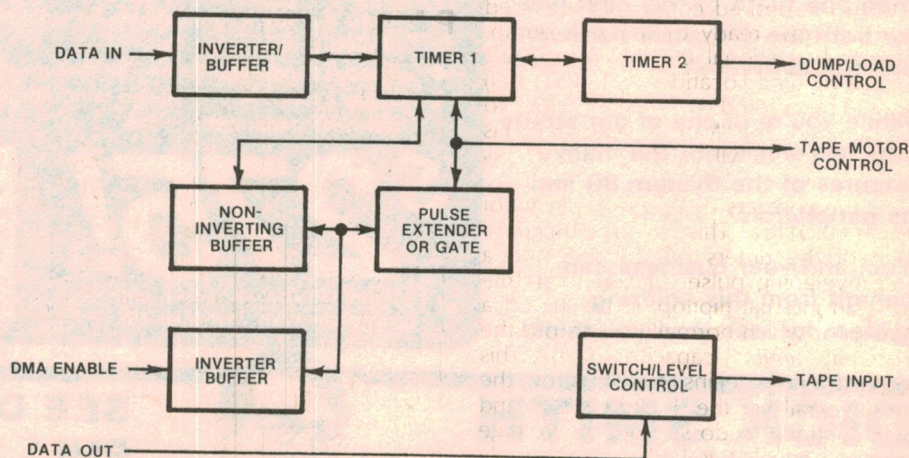 DATA IN
INVERTER/
BUFFER
TIMER 1
TIMER 2
DUMP/LOAD
CONTROL
TAPE MOTOR
CONTROL
NON-
INVERTING
BUFFER
PULSE
EXTENDER
OR GATE
DMA ENABLE
INVERTER
BUFFER
SWITCH/LEVEL
CONTROL
TAPE INPUT
DATA OUT